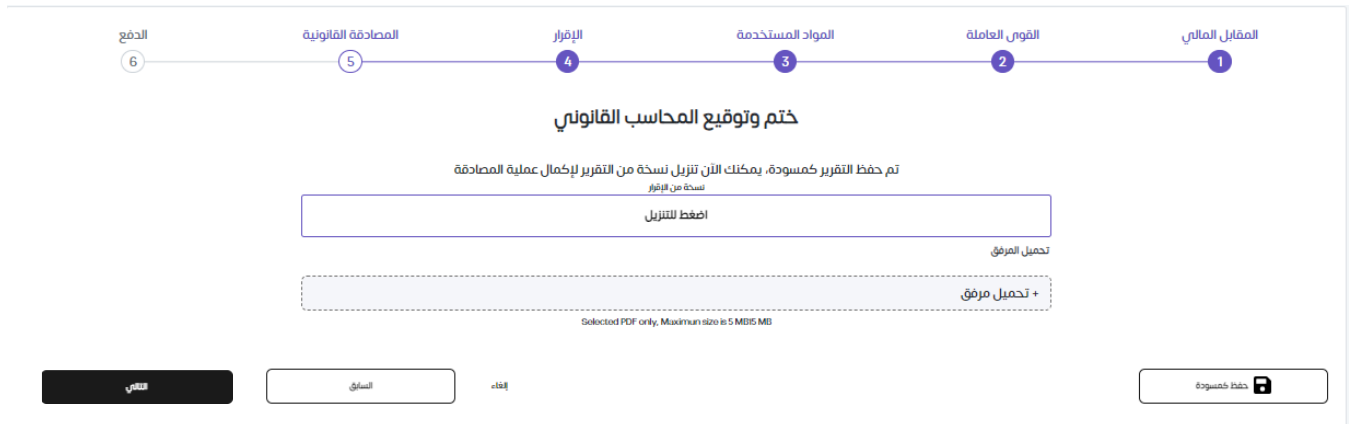 المقابل المالي القوى العاملة المواد المستخدمة الإقرار المصادقة القانونية الدفع
1 2 3 4 5 6
ختم وتوقيع المحاسب القانوني
تم حفظ التقرير كمسودة، يمكنك الآن تنزيل نسخة من التقرير لإكمال عملية المصادقة
نسخة من الإقرار
اضغط للتنزيل
تحميل المرفق
+ تحميل مرفق
Selected PDF only, Maximun size is 5 MB|5 MB
حفظ كمسودة إلغاء السابق التالي